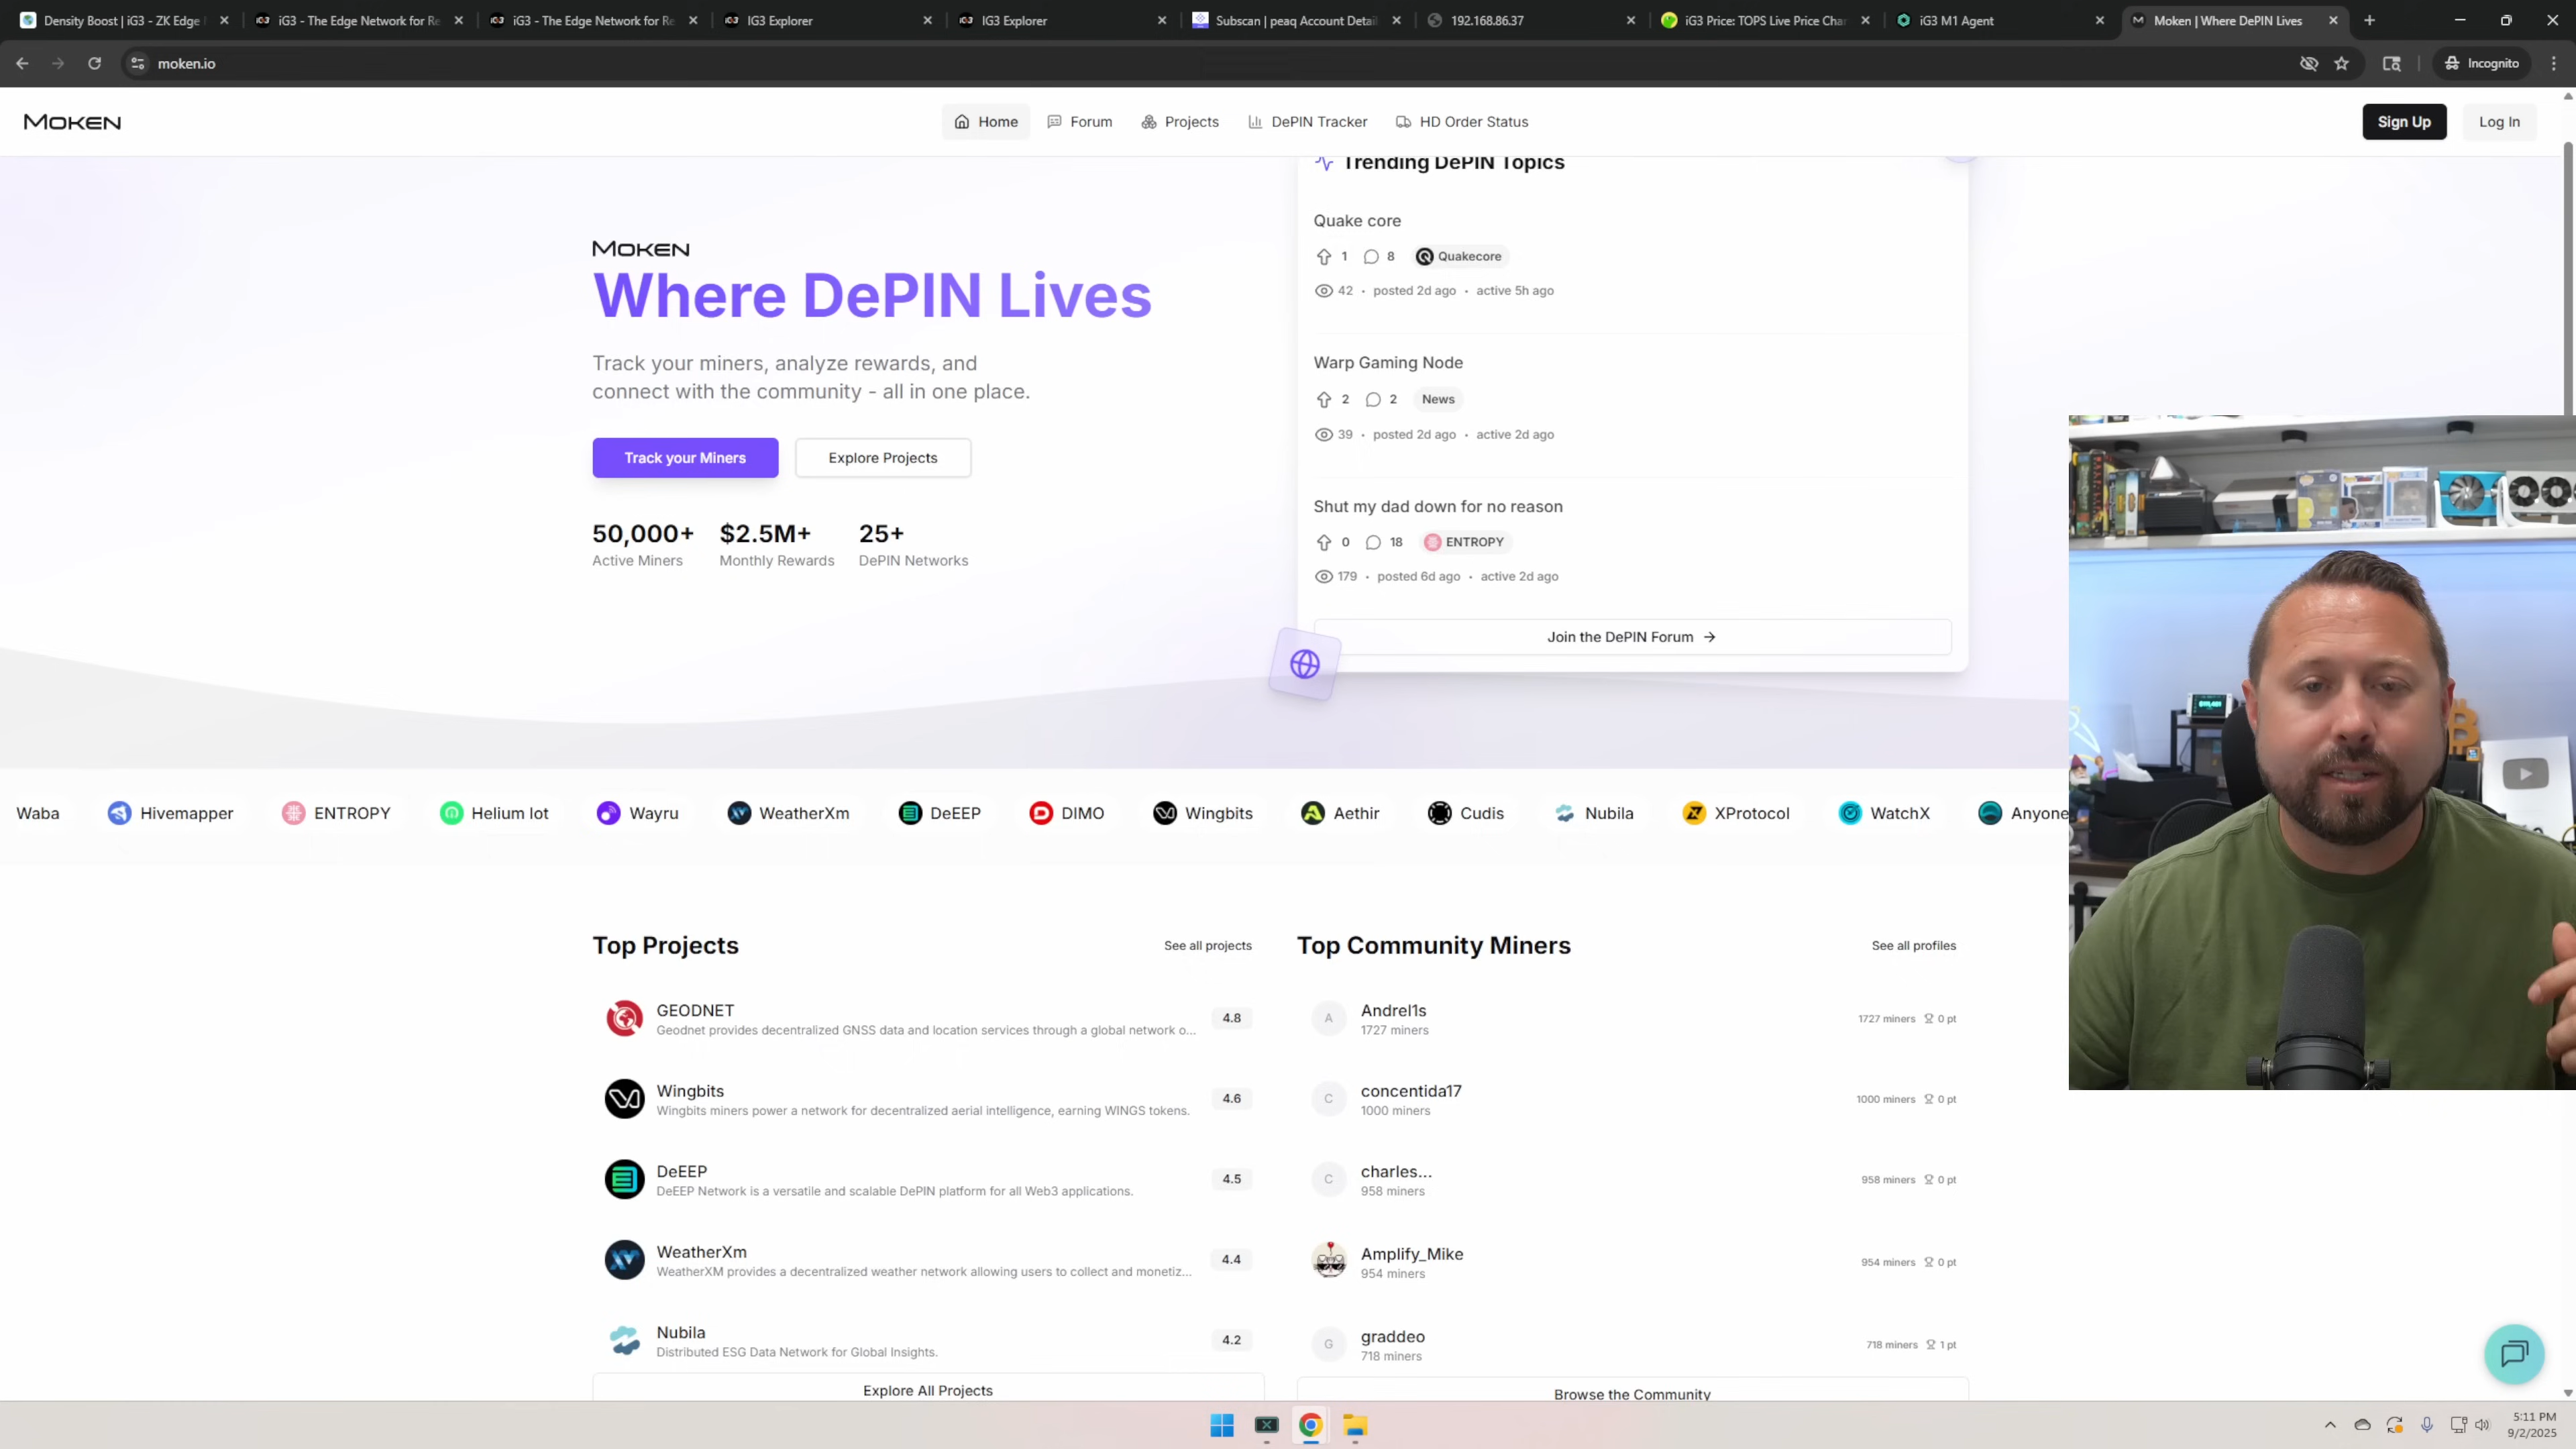 Density Boost | iG3 - ZK Edge
iG3 - The Edge Network for Re
iG3 - The Edge Network for Re
IG3 Explorer
IG3 Explorer
Subscan | peaq Account Detail
192.168.86.37
iG3 Price: TOPS Live Price Char
iG3 M1 Agent
Moken | Where DePIN Lives
moken.io
Incognito
MOKEN
Home
Forum
Projects
DePIN Tracker
HD Order Status
Sign Up
Log In
MOKEN
Where DePIN Lives
Track your miners, analyze rewards, and
connect with the community - all in one place.
Track your Miners
Explore Projects
50,000+ $2.5M+ 25+
Active Miners Monthly Rewards DePIN Networks
Trending DePIN Topics
Quake core
1 8 Quakecore
42 • posted 2d ago • active 5h ago
Warp Gaming Node
2 2 News
39 • posted 2d ago • active 2d ago
Shut my dad down for no reason
0 18 ENTROPY
179 • posted 6d ago • active 2d ago
Join the DePIN Forum →
Waba Hivemapper ENTROPY Helium Iot Wayru WeatherXm DeEEP DIMO Wingbits Aethir Cudis Nubila XProtocol WatchX Anyone
Top Projects See all projects
GEODNET 4.8
Geodnet provides decentralized GNSS data and location services through a global network o...
Wingbits 4.6
Wingbits miners power a network for decentralized aerial intelligence, earning WINGS tokens.
DeEEP 4.5
DeEEP Network is a versatile and scalable DePIN platform for all Web3 applications.
WeatherXm 4.4
WeatherXM provides a decentralized weather network allowing users to collect and monetiz...
Nubila 4.2
Distributed ESG Data Network for Global Insights.
Explore All Projects
Top Community Miners See all profiles
A Andrel1s
1727 miners 1727 miners 0 pt
C concentida17
1000 miners 1000 miners 0 pt
C charles...
958 miners 958 miners 0 pt
Amplify_Mike
954 miners 954 miners 0 pt
G graddeo
718 miners 718 miners 1 pt
Browse the Community
5:11 PM
9/2/2025